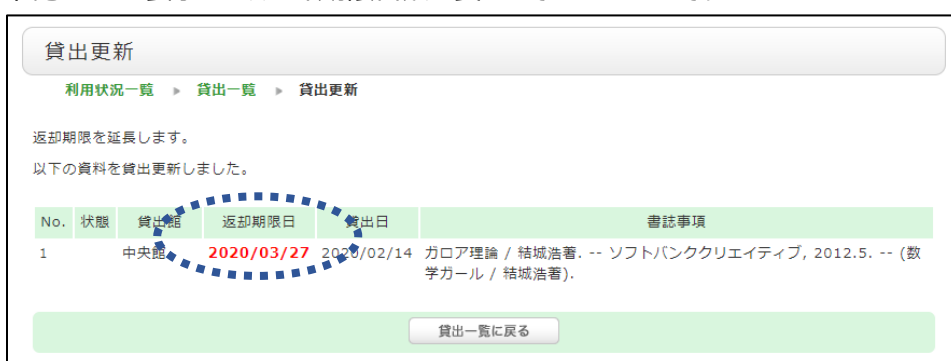 貸出更新
利用状況一覧 ▶ 貸出一覧 ▶ 貸出更新
返却期限を延長します。
以下の資料を貸出更新しました。
No. 状態 貸出館 返却期限日 貸出日 書誌事項
1 中央館 2020/03/27 2020/02/14 ガロア理論 / 結城浩著. -- ソフトバンククリエイティブ, 2012.5. -- (数
学ガール / 結城浩著).
貸出一覧に戻る